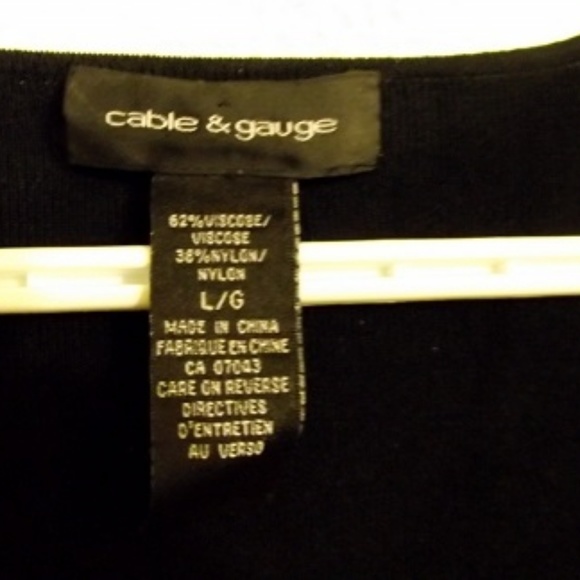 cable & gauge
62% VISCOSE/
VISCOSE
38% NYLON/
NYLON
L/G
MADE IN CHINA
FABRIQUE EN CHINE
CA 07043
CARE ON REVERSE
DIRECTIVES
D'ENTRETIEN
AU VERSO